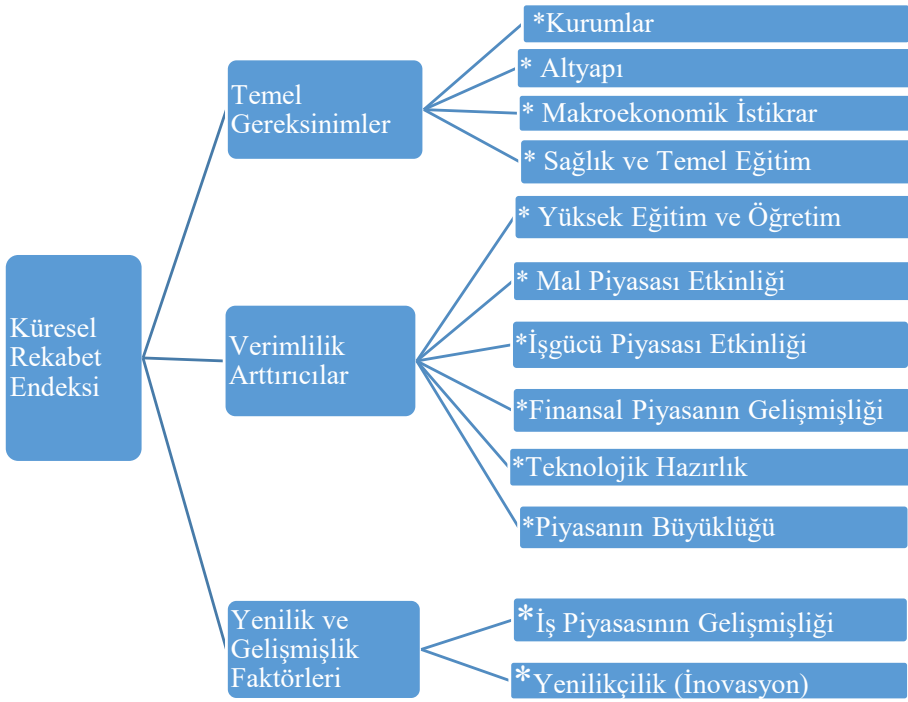 Küresel
Rekabet
Endeksi
Temel
Gereksinimler
*Kurumlar
* Altyapı
* Makroekonomik İstikrar
* Sağlık ve Temel Eğitim
Verimlilik
Arttırıcılar
* Yüksek Eğitim ve Öğretim
* Mal Piyasası Etkinliği
*İşgücü Piyasası Etkinliği
*Finansal Piyasanın Gelişmişliği
*Teknolojik Hazırlık
*Piyasanın Büyüklüğü
Yenilik ve
Gelişmişlik
Faktörleri
*İş Piyasasının Gelişmişliği
*Yenilikçilik (İnovasyon)